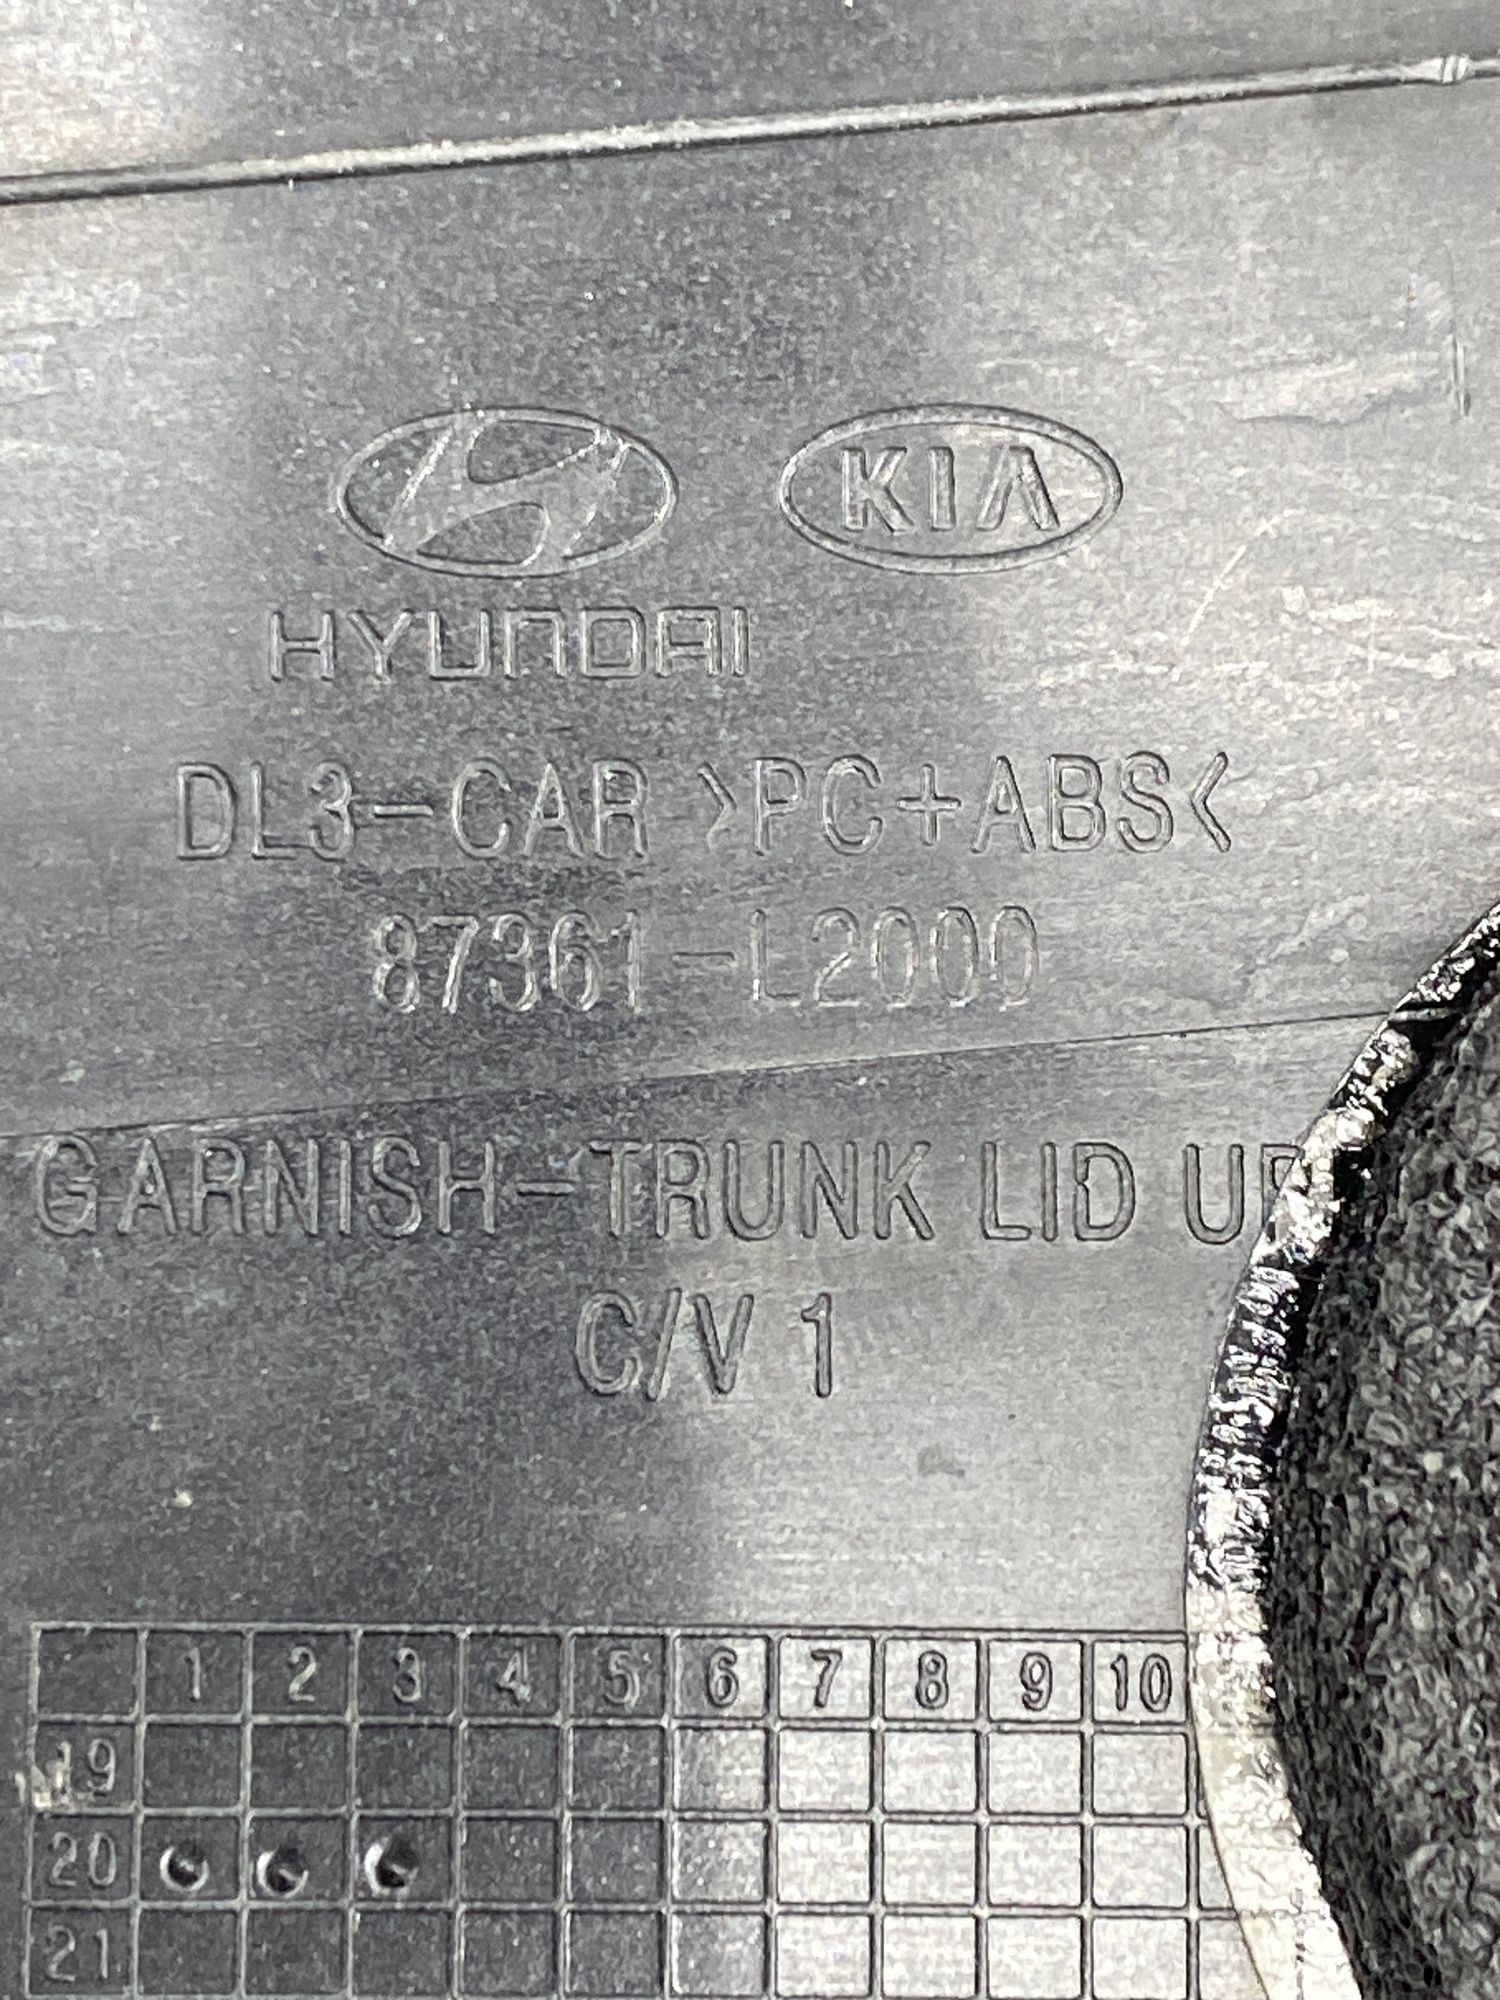 KIA
HYUNDAI
DL3-CAR >PC+ABS<
87361-L2000
GARNISH-TRUNK LID
C/V 1
1 2 3 4 5 6 7 8 9 10
19
20
21